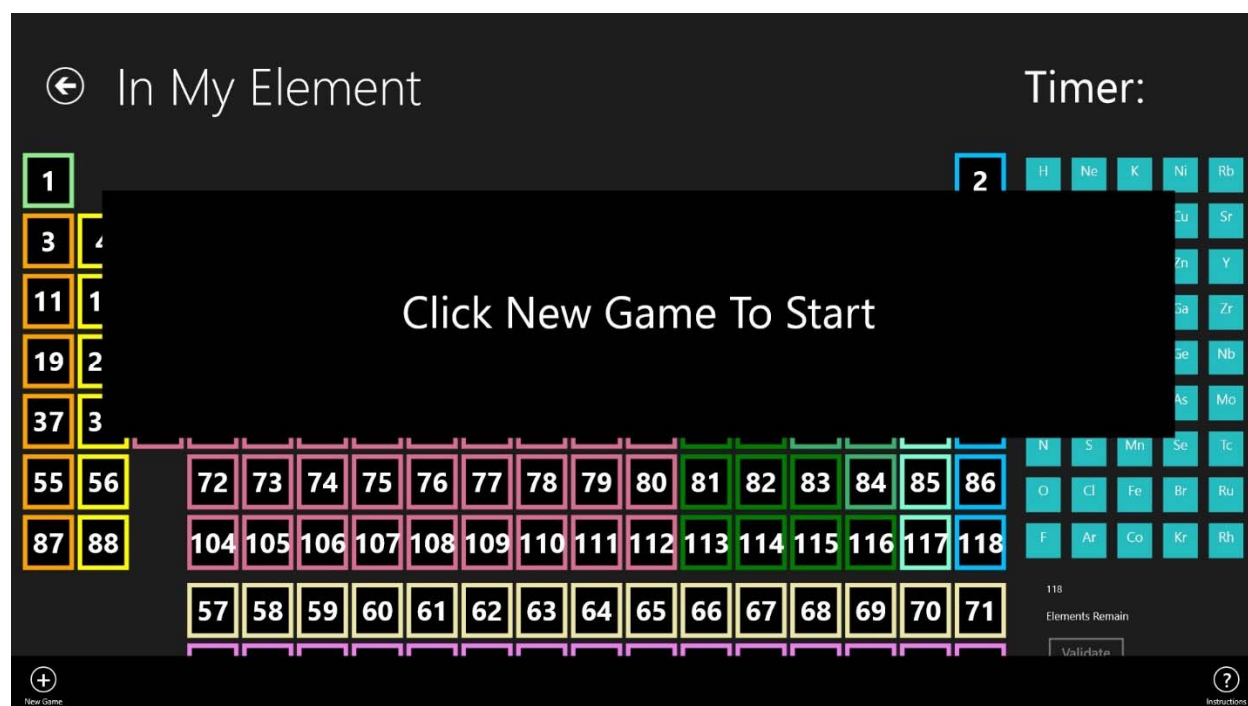 In My Element Timer:
1 2 H Ne K Ni Rb
3 Cu Sr
Zn Y
11 1 Ga Zr
Click New Game To Start
19 2 Ge Nb
37 3 As Mo
N S Mn Se Tc
55 56 72 73 74 75 76 77 78 79 80 81 82 83 84 85 86 O Cl Fe Br Ru
87 88 104 105 106 107 108 109 110 111 112 113 114 115 116 117 118 F Ar Co Kr Rh
118
57 58 59 60 61 62 63 64 65 66 67 68 69 70 71 Elements Remain
Validate
New Game Instructions